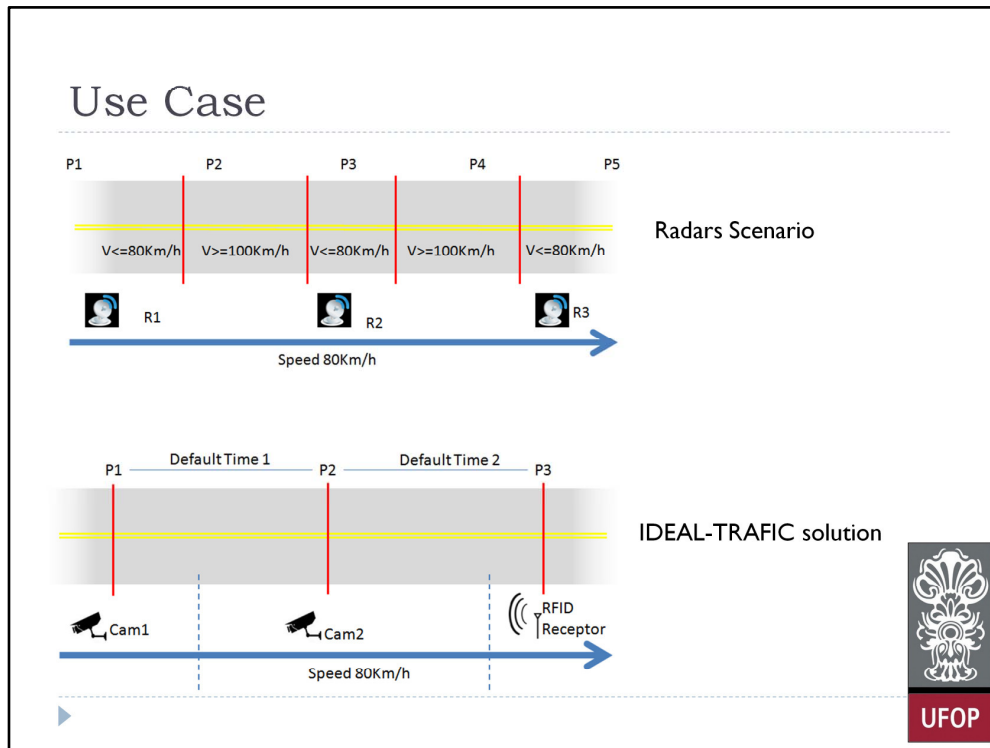 Use Case
P1 P2 P3 P4 P5
V<=80Km/h V>=100Km/h V<=80Km/h V>=100Km/h V<=80Km/h
Radars Scenario
R1 R2 R3
Speed 80Km/h
Default Time 1 Default Time 2
P1 P2 P3
IDEAL-TRAFIC solution
Cam1 Cam2 RFID
Receptor
Speed 80Km/h
UFOP